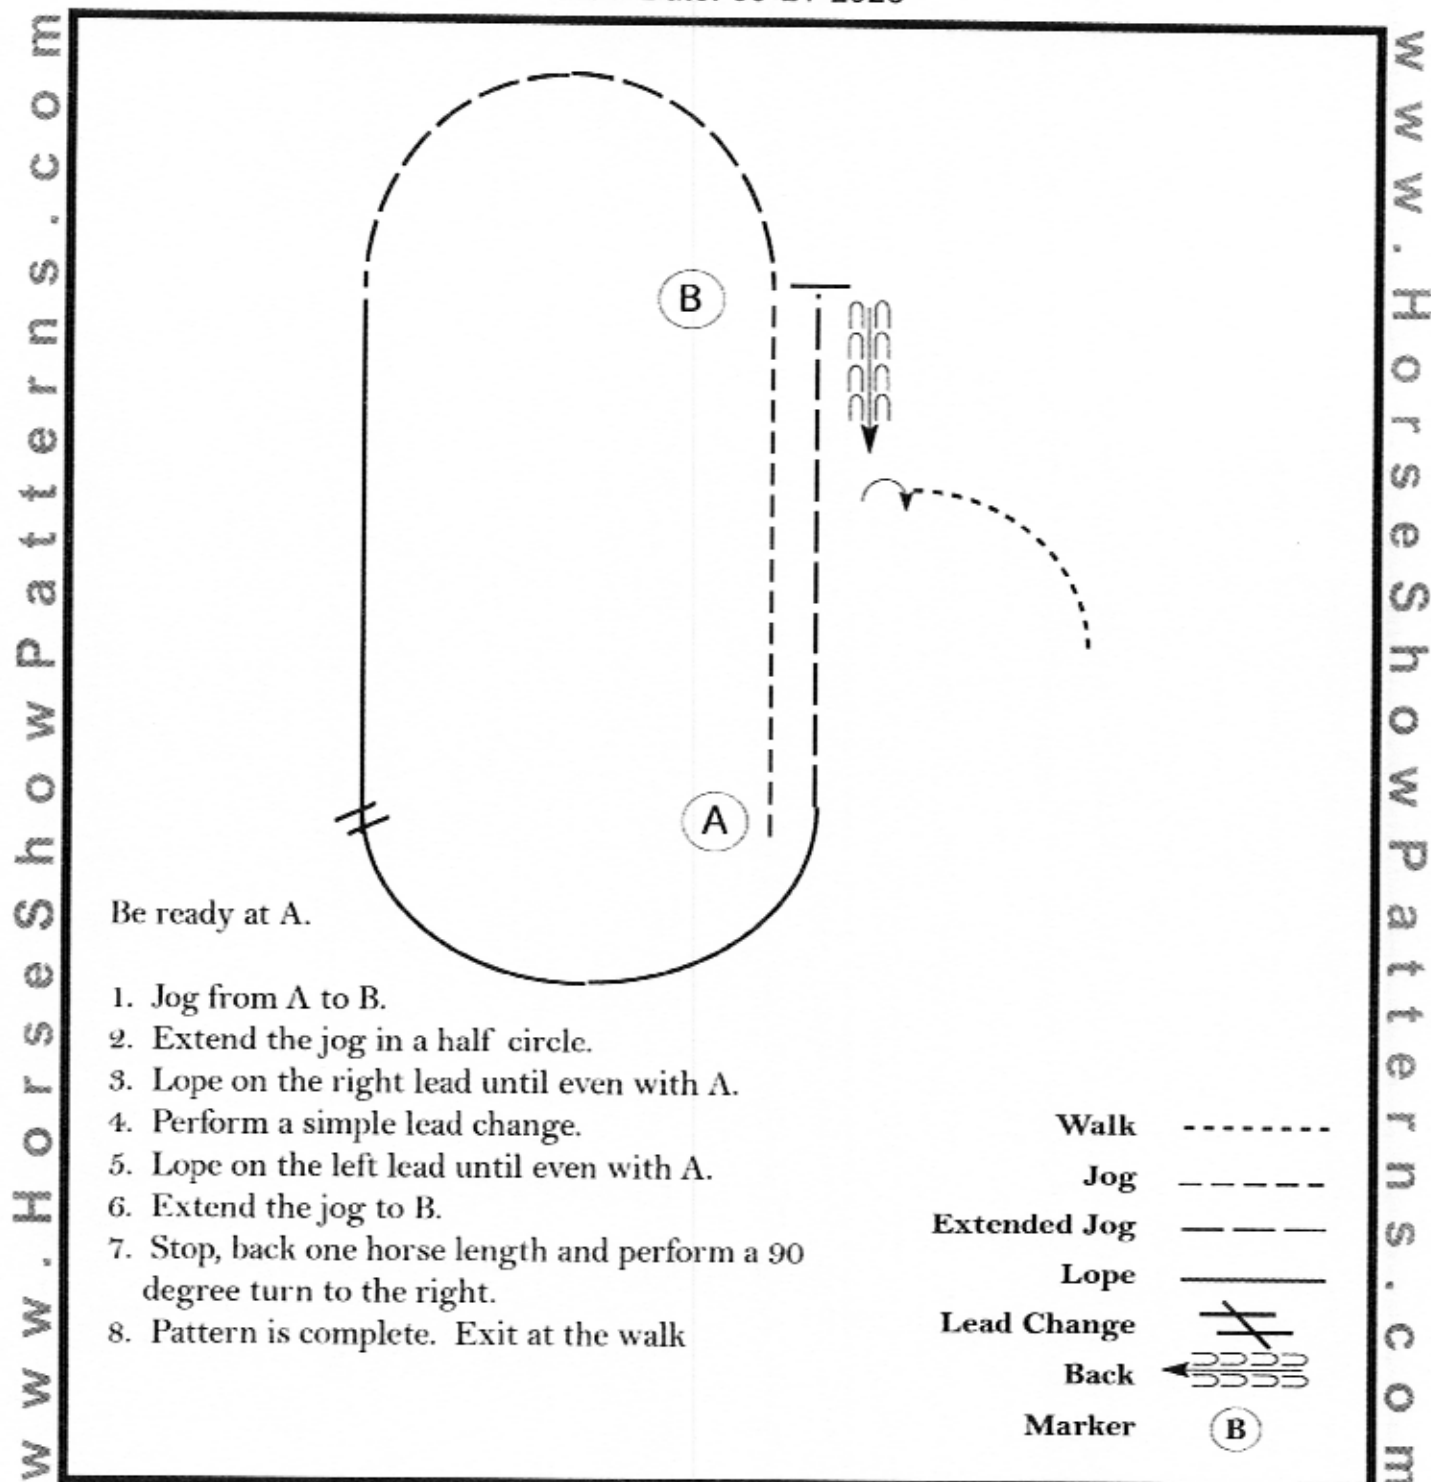 www.HorseShowPatterns.com
www.HorseShowPatterns.com
B
A
Be ready at A.
1. Jog from A to B.
2. Extend the jog in a half circle.
3. Lope on the right lead until even with A.
4. Perform a simple lead change.
5. Lope on the left lead until even with A.
6. Extend the jog to B.
7. Stop, back one horse length and perform a 90
degree turn to the right.
8. Pattern is complete. Exit at the walk
Walk
Jog
Extended Jog
Lope
Lead Change
Back
Marker B